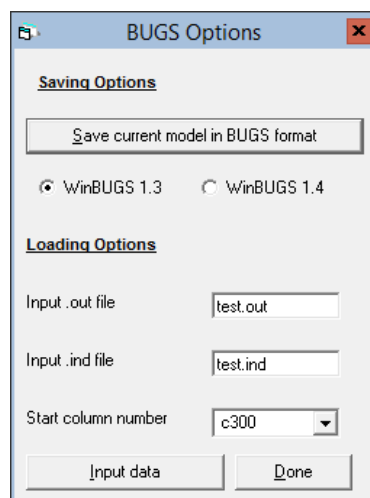 BUGS Options
Saving Options
Save current model in BUGS format
WinBUGS 1.3 WinBUGS 1.4
Loading Options
Input .out file test.out
Input .ind file test.ind
Start column number c300
Input data Done